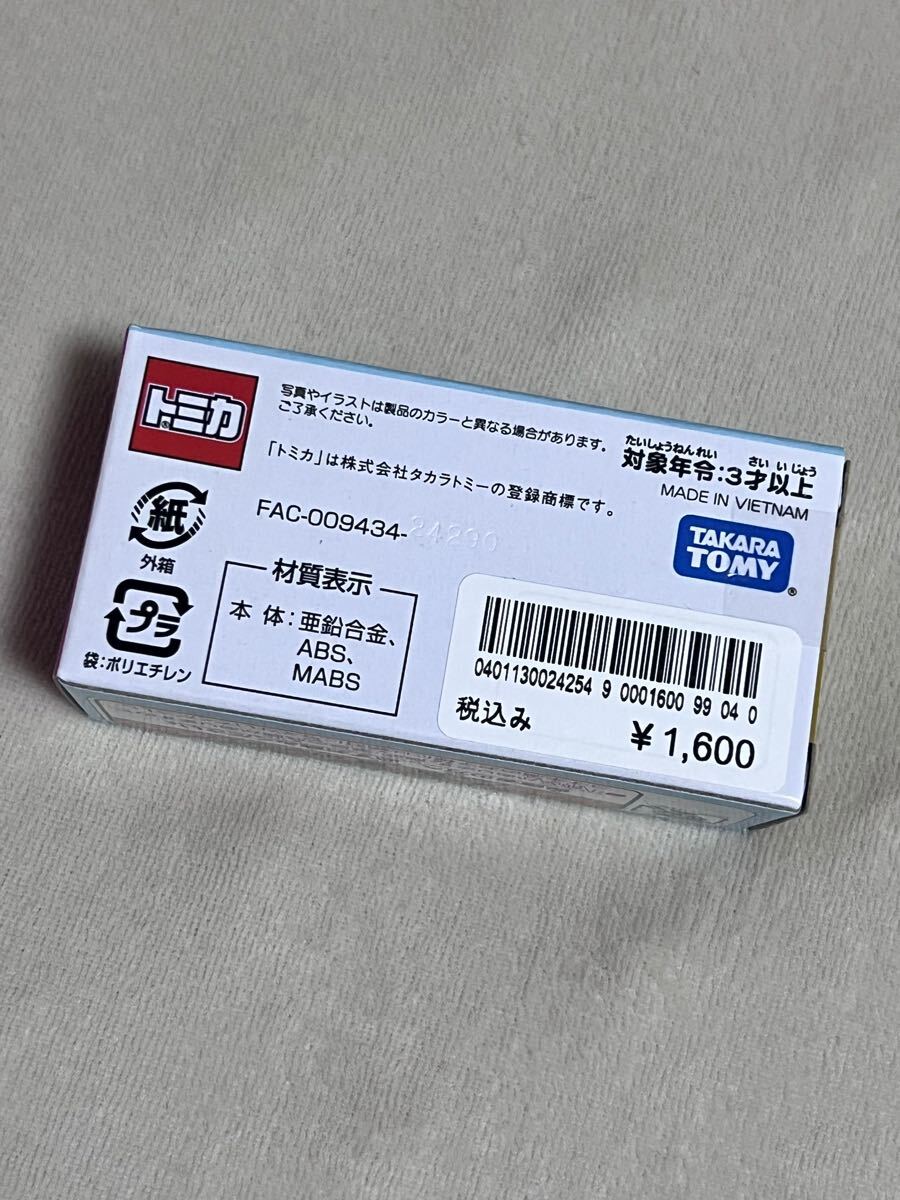 トミカ
®
写真やイラストは製品のカラーと異なる場合があります。
ご了承ください。
「トミカ」は株式会社タカラトミーの登録商標です。
FAC-009434-24290
たいしょうねんれい さい いじょう
対象年令:3才以上
MADE IN VIETNAM
TAKARA
TOMY
®
紙
外箱
プラ
袋:ポリエチレン
材質表示
本 体:亜鉛合金、
ABS、
MABS
0401130024254 9 0001600 99 04 0
税込み
¥1,600